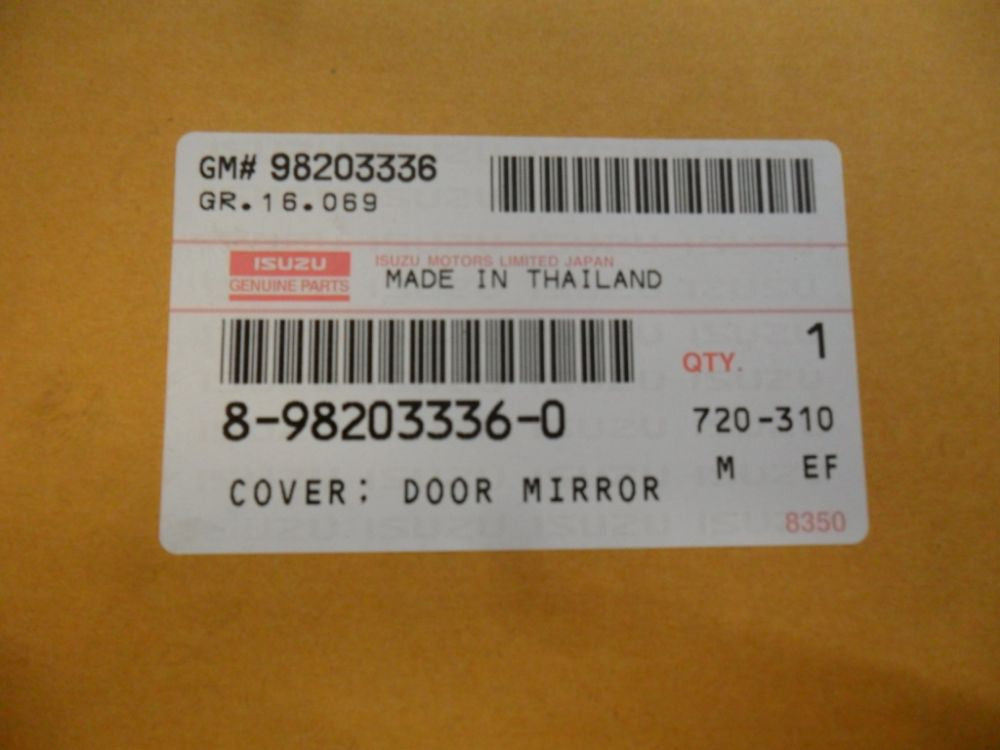 GM# 98203336
GR.16.069
ISUZU
GENUINE PARTS
ISUZU MOTORS LIMITED JAPAN
MADE IN THAILAND
QTY. 1
8-98203336-0
720-310
M EF
COVER: DOOR MIRROR
8350